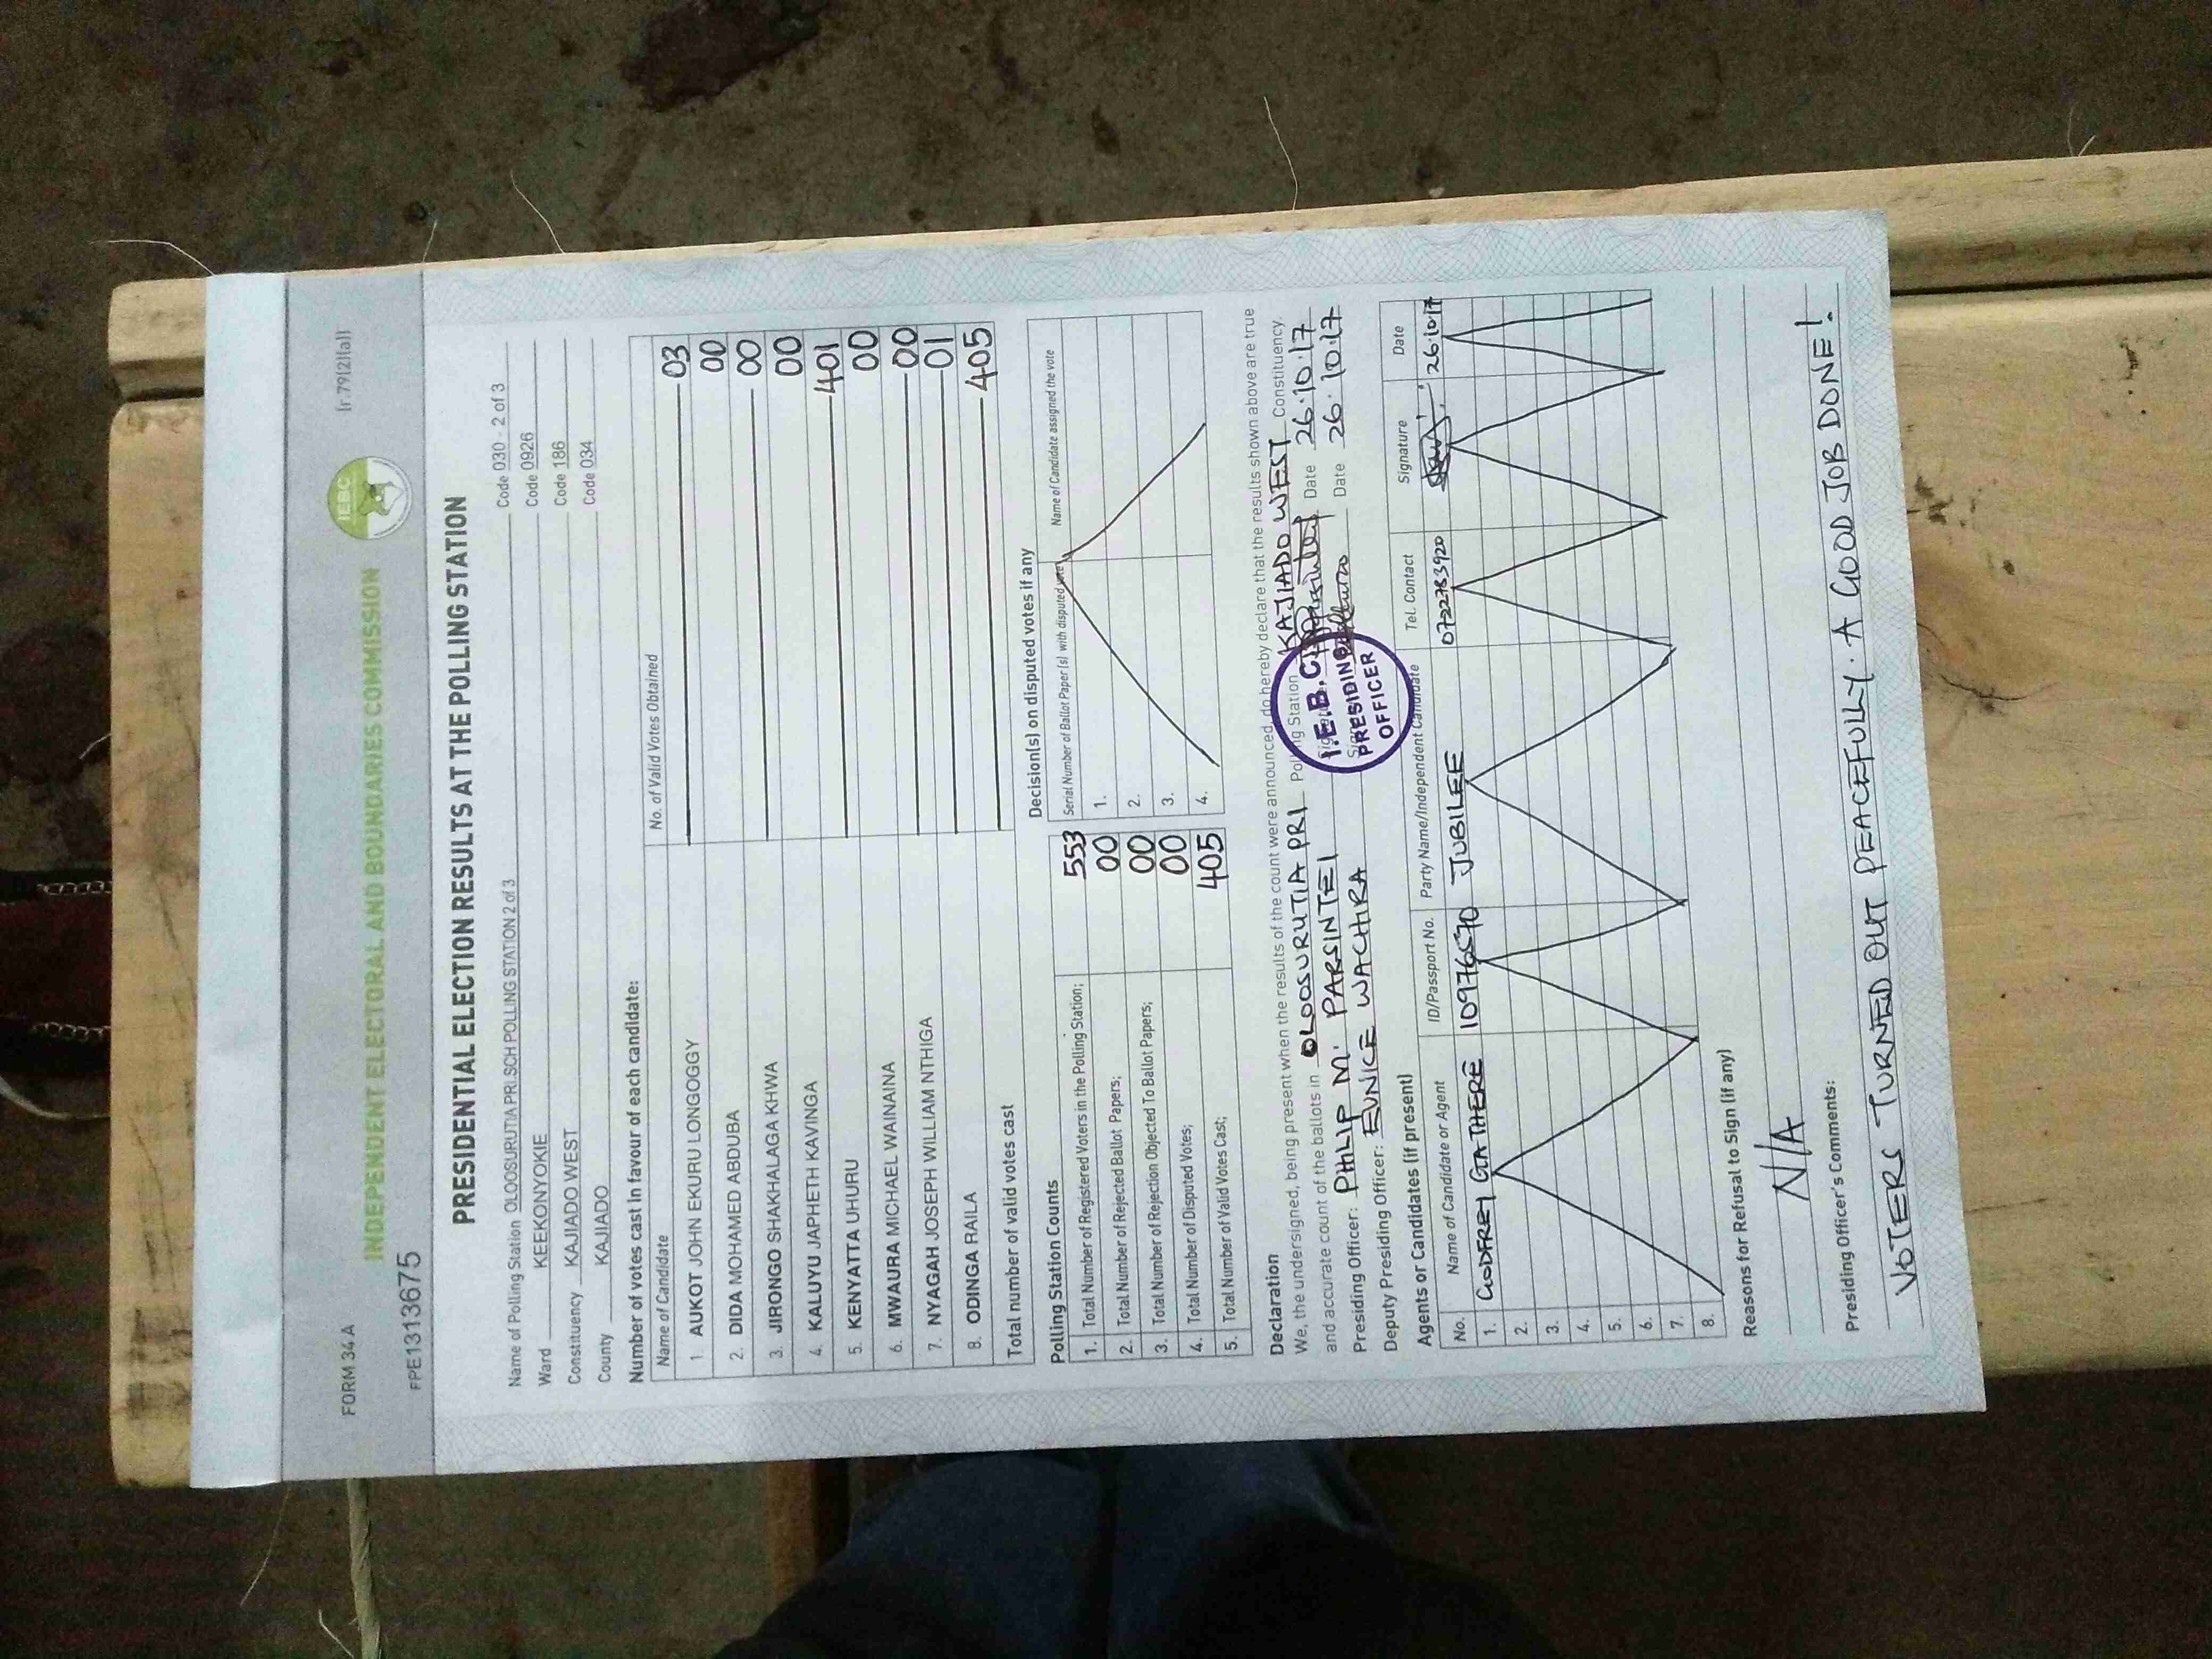 FORM 34 A [r.79(2)(a)]
INDEPENDENT ELECTORAL AND BOUNDARIES COMMISSION
IEBC
PPE1313675
PRESIDENTIAL ELECTION RESULTS AT THE POLLING STATION
Name of Polling Station OLOOSURUTIA PRI.SCH POLLING STATION 2 of 3 Code 030 - 2 of 3
Ward KEEKONYOKIE Code 0926
Constituency KAJIADO WEST Code 186
County KAJIADO Code 034
Number of votes cast in favour of each candidate:
Name of Candidate No. of Valid Votes Obtained
1. AUKOT JOHN EKURU LONGOGGY 03
2. DIDA MOHAMED ABDUBA 00
3. JIRONGO SHAKHALAGA KHWA 00
4. KALUYU JAPHETH KAVINGA 00
5. KENYATTA UHURU 401
6. MWAURA MICHAEL WAINAINA 00
7. NYAGAH JOSEPH WILLIAM NTHIGA 00
8. ODINGA RAILA 01
Total number of valid votes cast 405
Polling Station Counts
1. Total Number of Registered Voters in the Polling Station; 553
2. Total Number of Rejected Ballot Papers; 00
3. Total Number of Rejection Objected To Ballot Papers; 00
4. Total Number of Disputed Votes; 00
5. Total Number of Valid Votes Cast; 405
Decision(s) on disputed votes if any
Serial Number of Ballot Paper(s) with disputed vote Name of Candidate assigned the vote
1.
2.
3.
4.
Declaration
We, the undersigned, being present when the results of the count were announced, do hereby declare that the results shown above are true
and accurate count of the ballots in OLOOSURUTIA PRI Polling Station KAJIADO WEST Constituency.
Presiding Officer: PHILIP M. PARSINTEI Date 26.10.17
Deputy Presiding Officer: EUNICE WACHIRA Date 26.10.17
I.E.B.C
PRESIDING
OFFICER
Agents or Candidates (if present)
No. Name of Candidate or Agent ID/Passport No. Party Name/Independent Candidate Tel. Contact Signature Date
1. GODFREY GATHERE 10976570 JUBILEE 0722783920 26.10.17
2.
3.
4.
5.
6.
7.
8.
Reasons for Refusal to Sign (if any)
N/A
Presiding Officer's Comments:
VOTERS TURNED OUT PEACEFULLY. A GOOD JOB DONE!